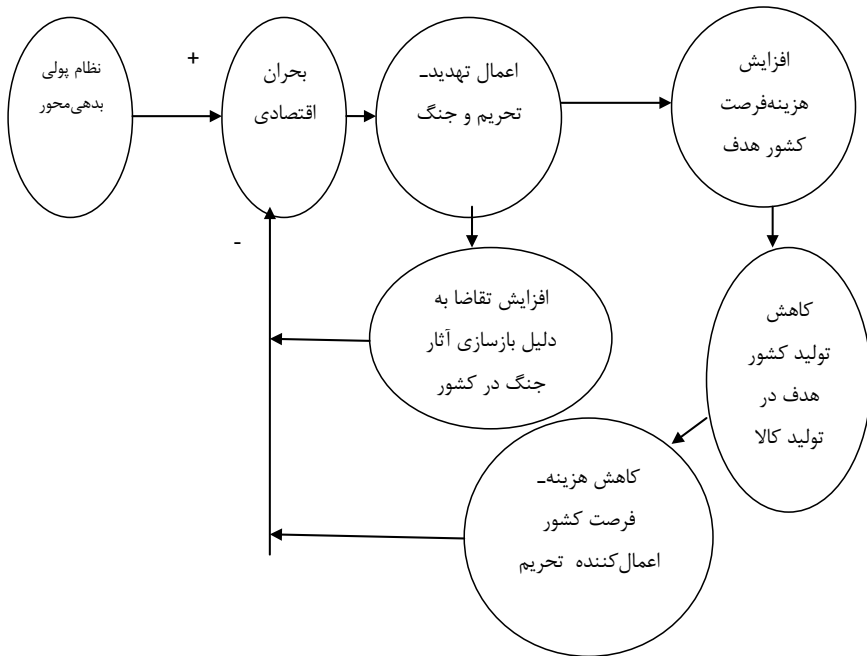 نظام پولی
بدهی‌محور
+
بحران
اقتصادی
اعمال تهدید-
تحریم و جنگ
افزایش
هزینه‌فرصت
کشور هدف
-
افزایش تقاضا به
دلیل بازسازی آثار
جنگ در کشور
کاهش
تولید کشور
هدف در
تولید کالا
کاهش هزینه-
فرصت کشور
اعمال‌کننده تحریم